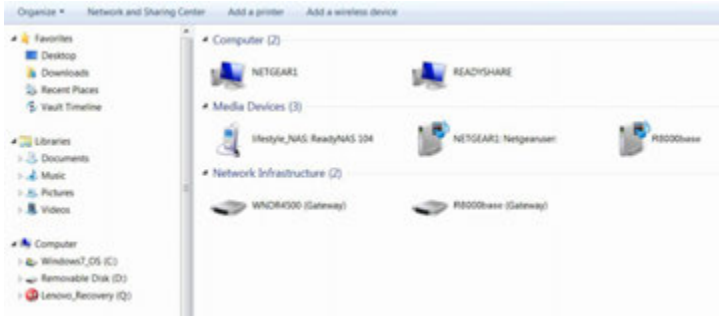 Organize Network and Sharing Center Add a printer Add a wireless device
Favorites
Desktop
Downloads
Recent Places
Vault Timeline
Libraries
Documents
Music
Pictures
Videos
Computer
Windows7_OS (C:)
Removable Disk (D:)
Lenovo_Recovery (Q:)
Computer (2)
NETGEAR1
READYSHARE
Media Devices (3)
lifestyle_NAS: ReadyNAS 104
NETGEAR1: Netgearuser:
R8000base
Network Infrastructure (2)
WNDR4500 (Gateway)
R8000base (Gateway)